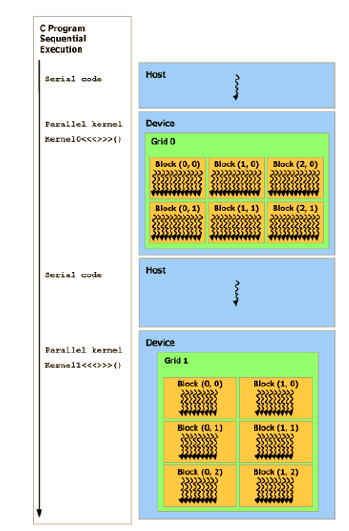 C Program
Sequential
Execution
Serial code
Host
Parallel kernel
Kernel0<<<>>>()
Device
Grid 0
Block (0, 0) Block (1, 0) Block (2, 0)
Block (0, 1) Block (1, 1) Block (2, 1)
Serial code
Host
Parallel kernel
Kernel1<<<>>>()
Device
Grid 1
Block (0, 0) Block (1, 0)
Block (0, 1) Block (1, 1)
Block (0, 2) Block (1, 2)